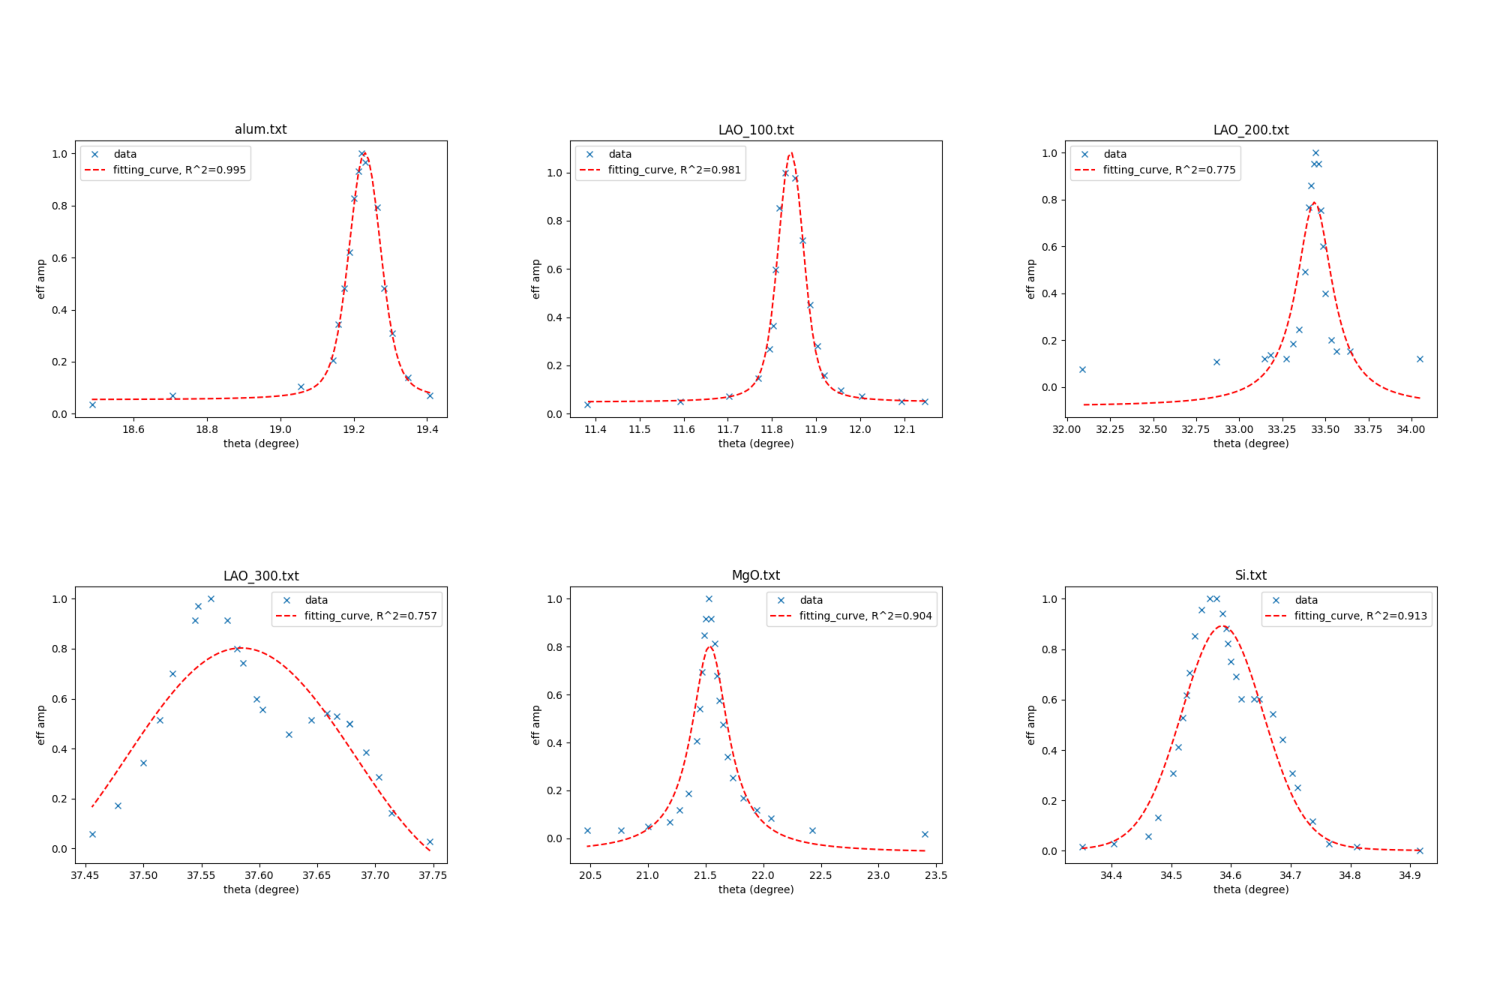 alum.txt
data
fitting_curve, R^2=0.995
1.0
0.8
0.6
0.4
0.2
0.0
eff amp
18.6 18.8 19.0 19.2 19.4
theta (degree)
LAO_100.txt
data
fitting_curve, R^2=0.981
1.0
0.8
0.6
0.4
0.2
0.0
eff amp
11.4 11.5 11.6 11.7 11.8 11.9 12.0 12.1
theta (degree)
LAO_200.txt
data
fitting_curve, R^2=0.775
1.0
0.8
0.6
0.4
0.2
0.0
eff amp
32.00 32.25 32.50 32.75 33.00 33.25 33.50 33.75 34.00
theta (degree)
LAO_300.txt
data
fitting_curve, R^2=0.757
1.0
0.8
0.6
0.4
0.2
0.0
eff amp
37.45 37.50 37.55 37.60 37.65 37.70 37.75
theta (degree)
MgO.txt
data
fitting_curve, R^2=0.904
1.0
0.8
0.6
0.4
0.2
0.0
eff amp
20.5 21.0 21.5 22.0 22.5 23.0 23.5
theta (degree)
Si.txt
data
fitting_curve, R^2=0.913
1.0
0.8
0.6
0.4
0.2
0.0
eff amp
34.4 34.5 34.6 34.7 34.8 34.9
theta (degree)